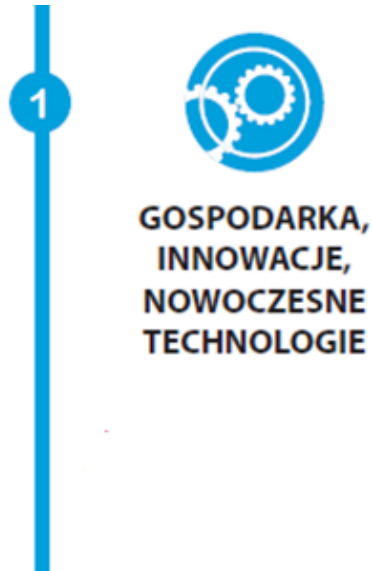 1
GOSPODARKA,
INNOWACJE,
NOWOCZESNE
TECHNOLOGIE